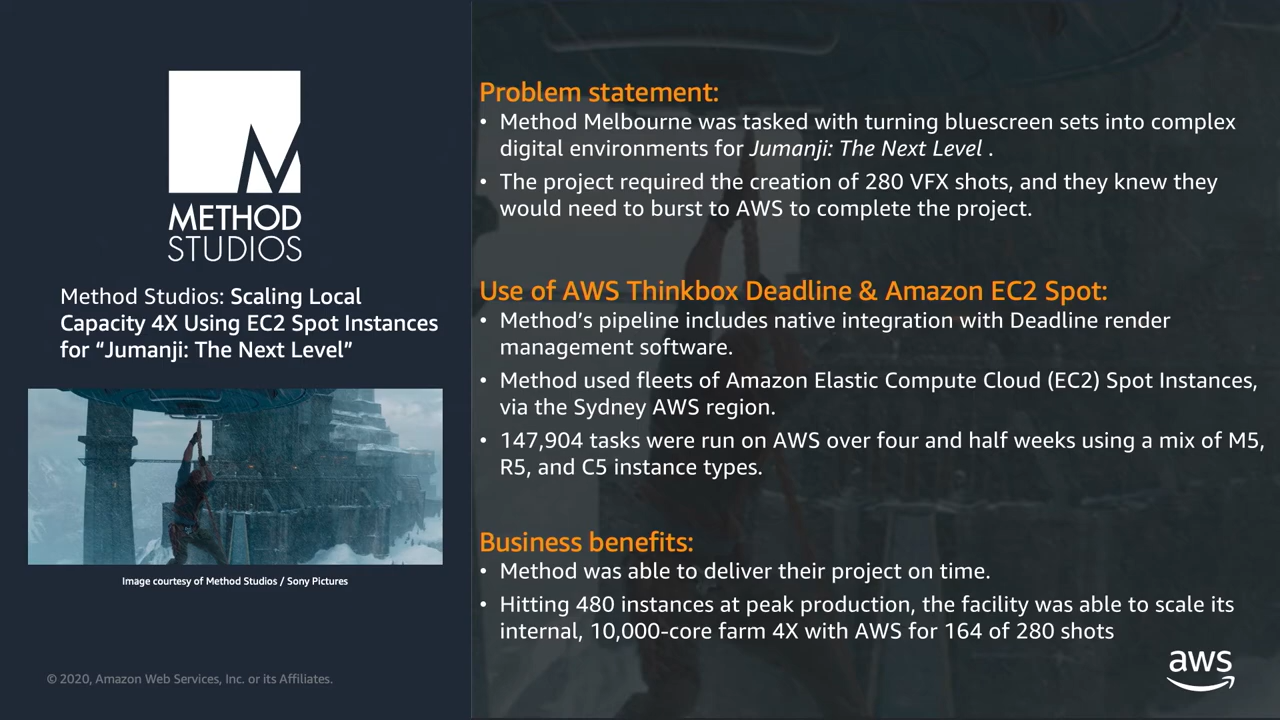 METHOD
STUDIOS
Method Studios: Scaling Local
Capacity 4X Using EC2 Spot Instances
for “Jumanji: The Next Level”
Image courtesy of Method Studios / Sony Pictures
© 2020, Amazon Web Services, Inc. or its Affiliates.
Problem statement:
• Method Melbourne was tasked with turning bluescreen sets into complex
digital environments for Jumanji: The Next Level .
• The project required the creation of 280 VFX shots, and they knew they
would need to burst to AWS to complete the project.
Use of AWS Thinkbox Deadline & Amazon EC2 Spot:
• Method’s pipeline includes native integration with Deadline render
management software.
• Method used fleets of Amazon Elastic Compute Cloud (EC2) Spot Instances,
via the Sydney AWS region.
• 147,904 tasks were run on AWS over four and half weeks using a mix of M5,
R5, and C5 instance types.
Business benefits:
• Method was able to deliver their project on time.
• Hitting 480 instances at peak production, the facility was able to scale its
internal, 10,000-core farm 4X with AWS for 164 of 280 shots
aws